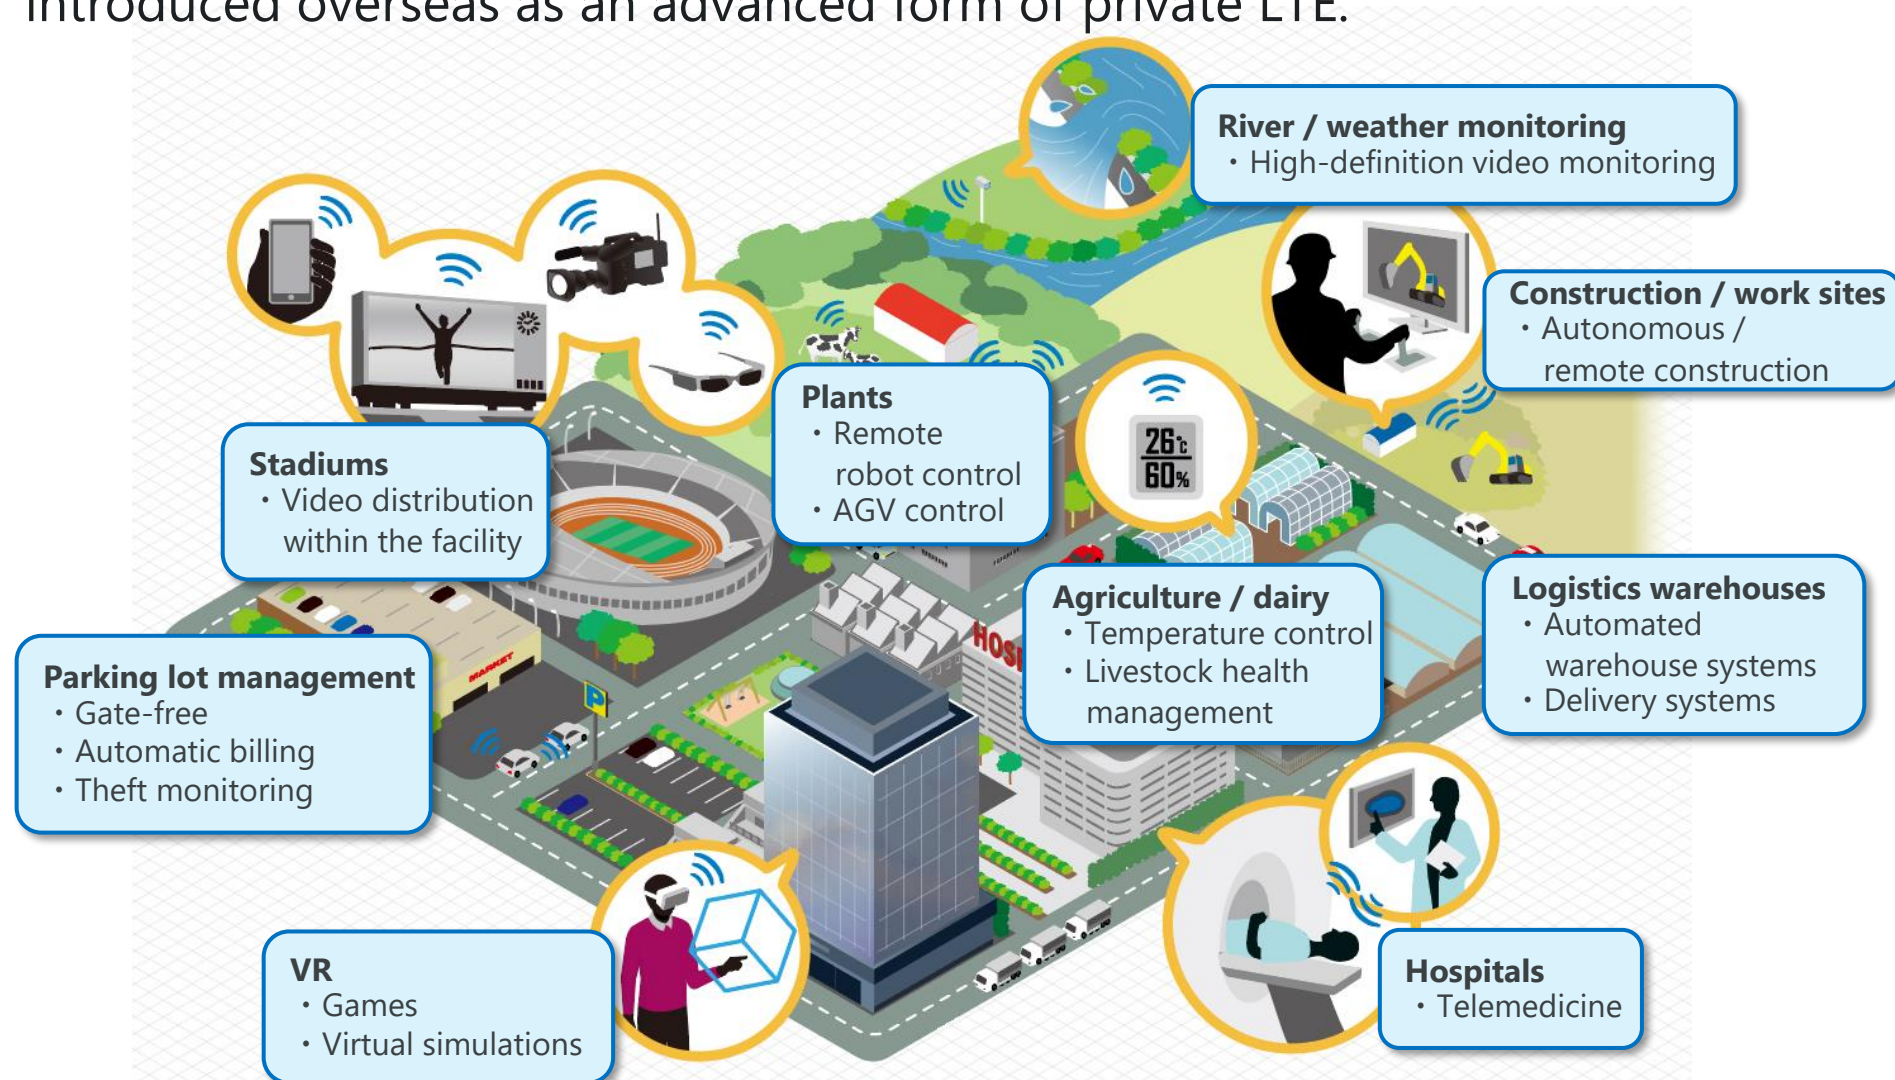 introduced overseas as an advanced form of private LTE.
River / weather monitoring
・High-definition video monitoring
Construction / work sites
・Autonomous /
remote construction
Plants
・Remote
robot control
・AGV control
26℃
60%
Stadiums
・Video distribution
within the facility
Agriculture / dairy
・Temperature control
・Livestock health
management
Logistics warehouses
・Automated
warehouse systems
・Delivery systems
HOS
MARKET
P
Parking lot management
・Gate-free
・Automatic billing
・Theft monitoring
VR
・Games
・Virtual simulations
Hospitals
・Telemedicine